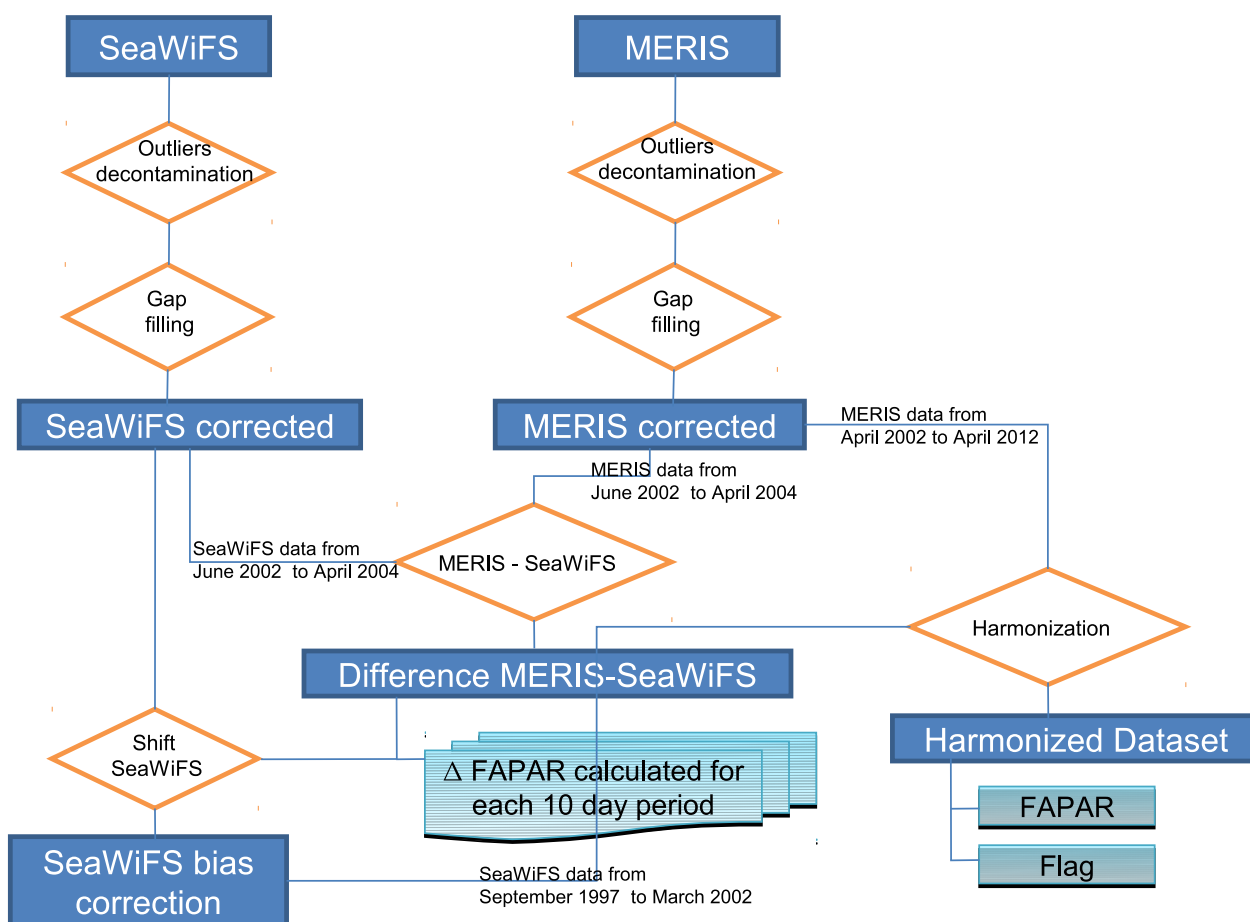 SeaWiFS
MERIS
Outliers
decontamination
Outliers
decontamination
Gap
filling
Gap
filling
SeaWiFS corrected
MERIS corrected
MERIS data from
April 2002 to April 2012
MERIS data from
June 2002 to April 2004
SeaWiFS data from
June 2002 to April 2004
MERIS - SeaWiFS
Harmonization
Difference MERIS-SeaWiFS
Shift
SeaWiFS
Δ FAPAR calculated for
each 10 day period
Harmonized Dataset
FAPAR
Flag
SeaWiFS bias
correction
SeaWiFS data from
September 1997 to March 2002